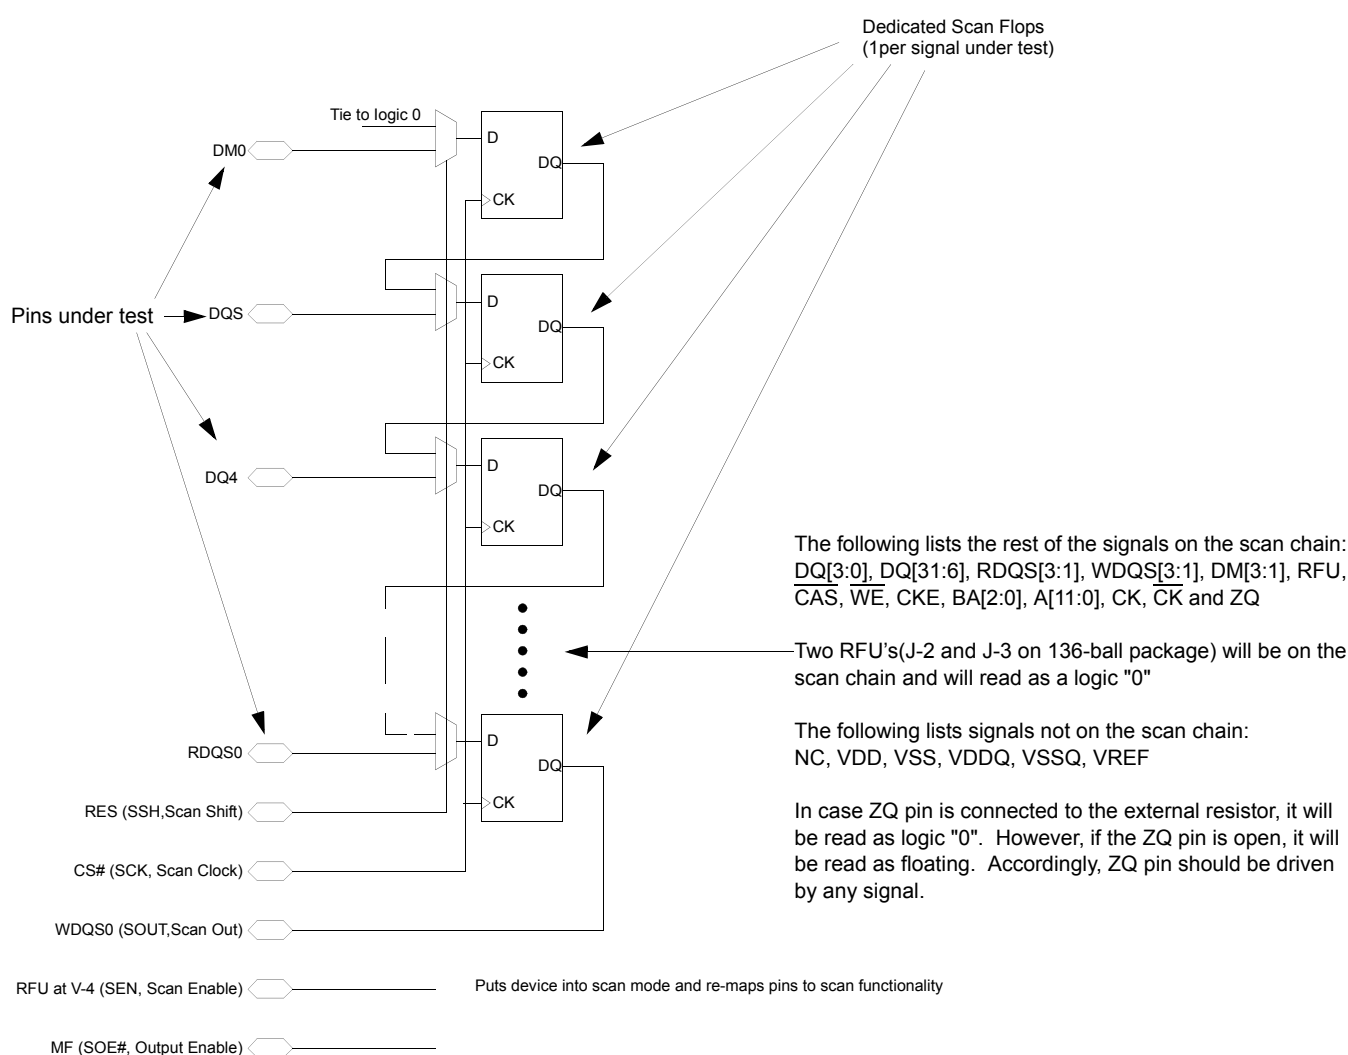 Dedicated Scan Flops
(1per signal under test)
Tie to logic 0
DM0
D
DQ
CK
Pins under test
DQS
D
DQ
CK
DQ4
D
DQ
CK
The following lists the rest of the signals on the scan chain:
DQ[3:0], DQ[31:6], RDQS[3:1], WDQS[3:1], DM[3:1], RFU,
CAS, WE, CKE, BA[2:0], A[11:0], CK, CK and ZQ
Two RFU's(J-2 and J-3 on 136-ball package) will be on the
scan chain and will read as a logic "0"
The following lists signals not on the scan chain:
NC, VDD, VSS, VDDQ, VSSQ, VREF
In case ZQ pin is connected to the external resistor, it will
be read as logic "0".  However, if the ZQ pin is open, it will
be read as floating.  Accordingly, ZQ pin should be driven
by any signal.
RDQS0
D
DQ
CK
RES (SSH,Scan Shift)
CS# (SCK, Scan Clock)
WDQS0 (SOUT,Scan Out)
RFU at V-4 (SEN, Scan Enable)
Puts device into scan mode and re-maps pins to scan functionality
MF (SOE#, Output Enable)